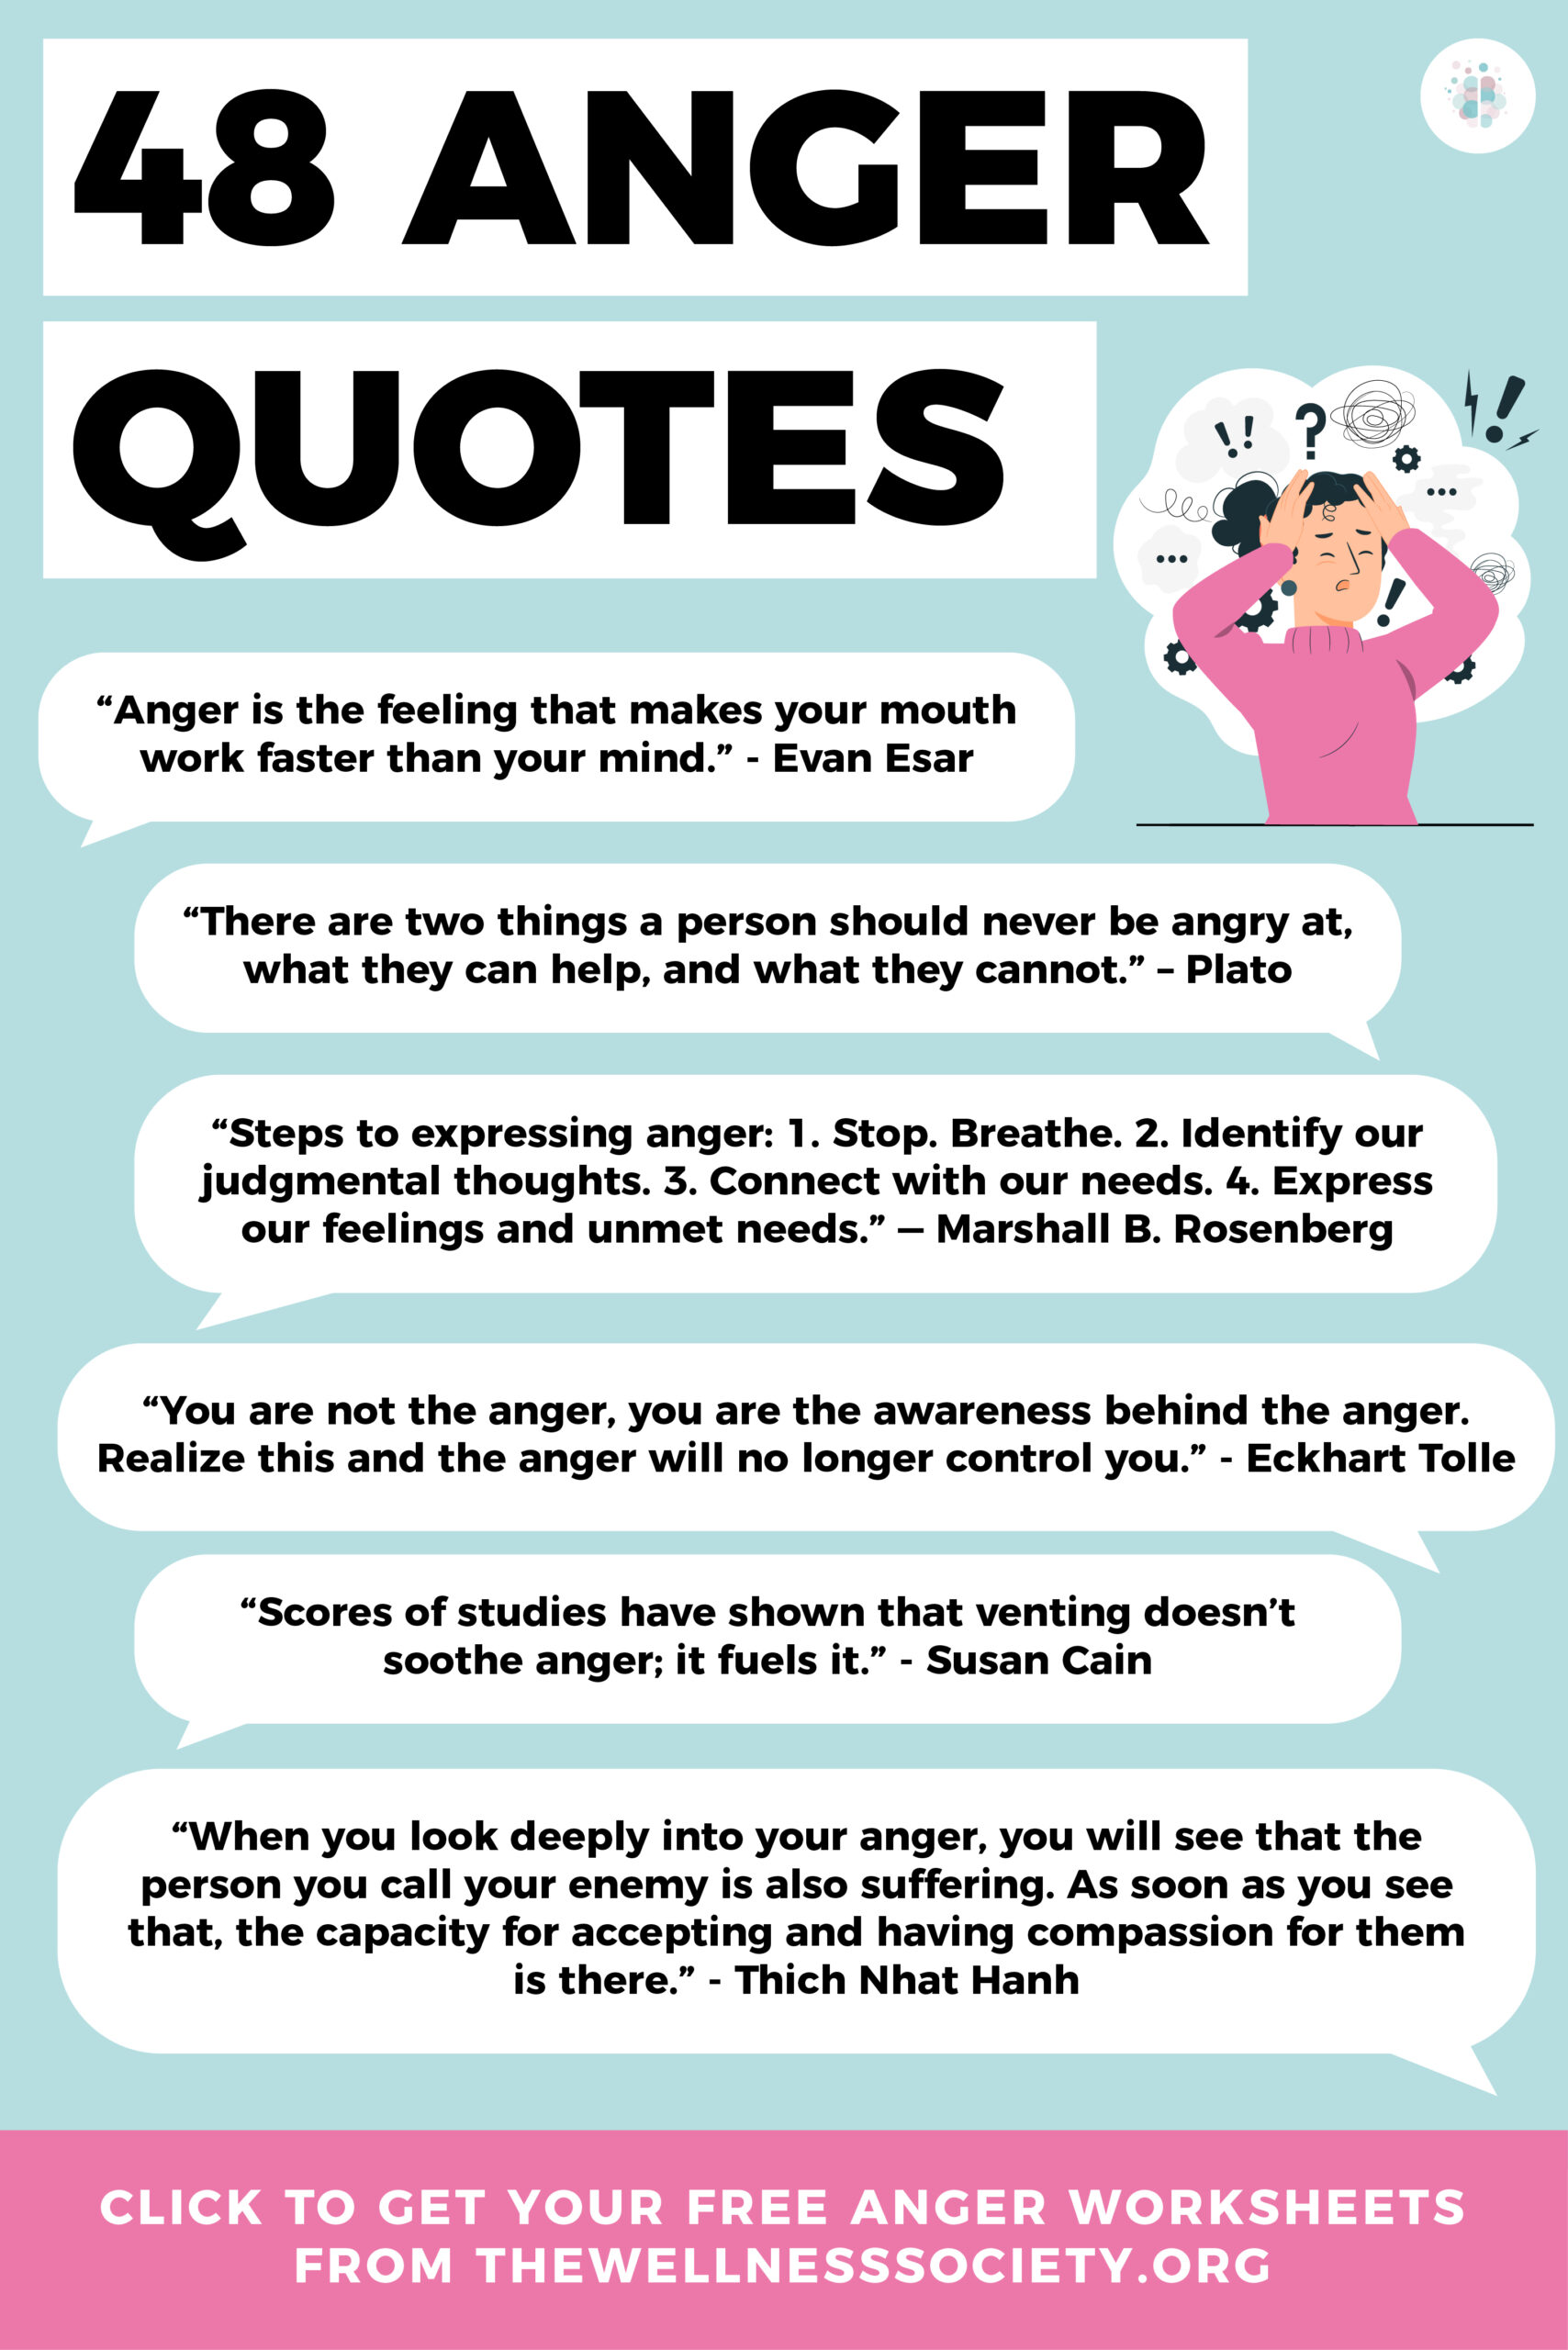 48 ANGER
QUOTES
“Anger is the feeling that makes your mouth
work faster than your mind.” - Evan Esar
“There are two things a person should never be angry at,
what they can help, and what they cannot.” – Plato
“Steps to expressing anger: 1. Stop. Breathe. 2. Identify our
judgmental thoughts. 3. Connect with our needs. 4. Express
our feelings and unmet needs.” — Marshall B. Rosenberg
“You are not the anger, you are the awareness behind the anger.
Realize this and the anger will no longer control you.” - Eckhart Tolle
“Scores of studies have shown that venting doesn’t
soothe anger; it fuels it.” - Susan Cain
“When you look deeply into your anger, you will see that the
person you call your enemy is also suffering. As soon as you see
that, the capacity for accepting and having compassion for them
is there.” - Thich Nhat Hanh
CLICK TO GET YOUR FREE ANGER WORKSHEETS
FROM THEWELLNESSSOCIETY.ORG